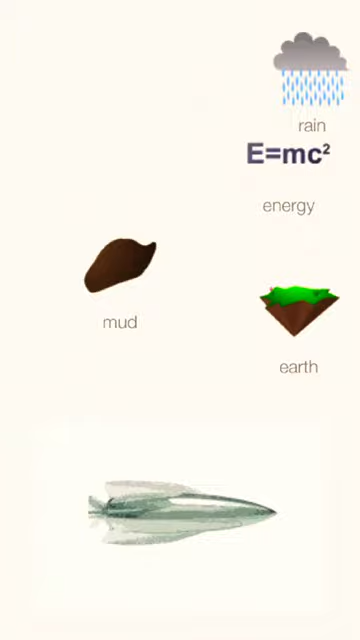 rain
E=mc²
energy
mud
earth